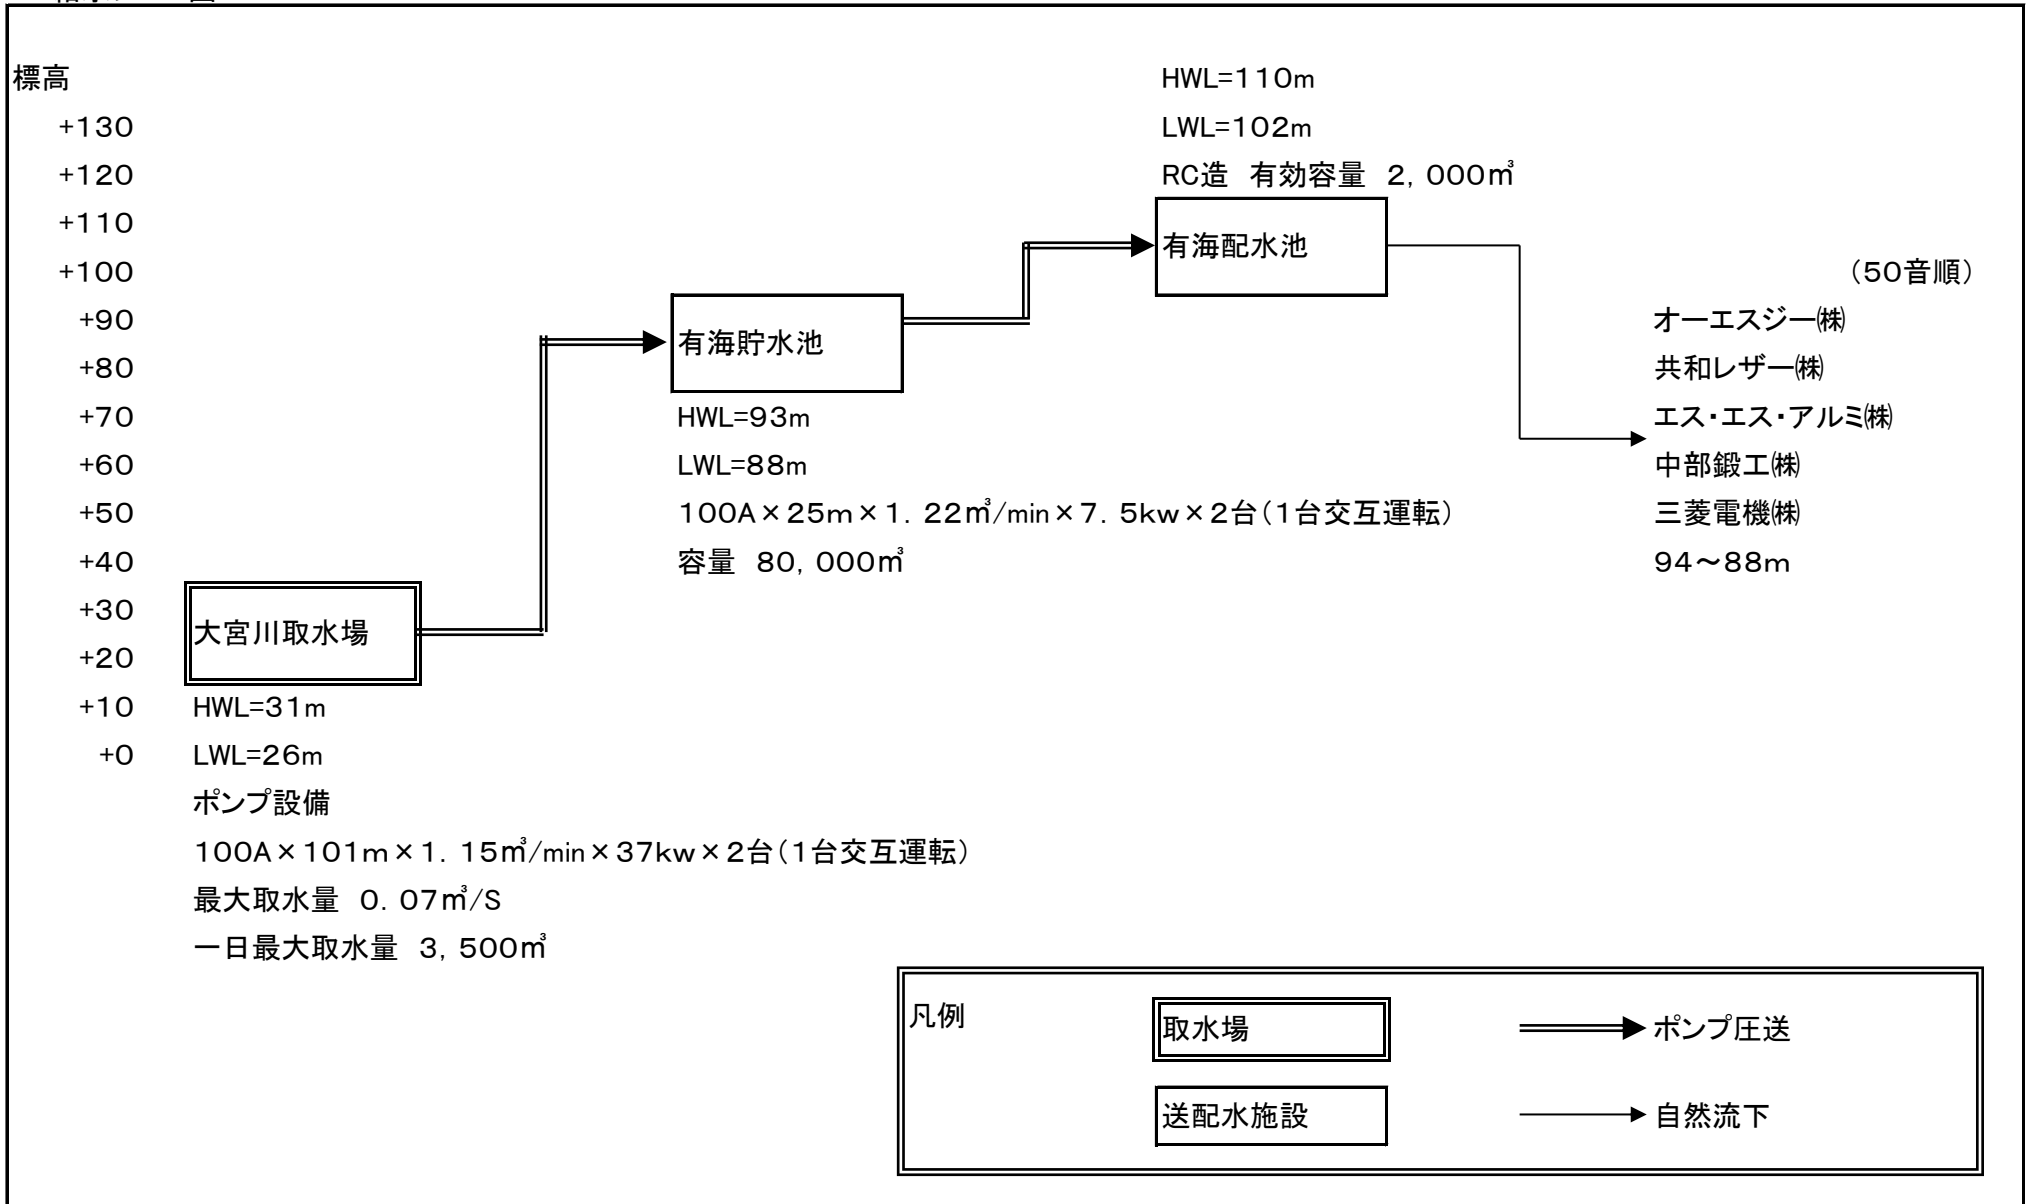 標高
+130
+120
+110
+100
+90
+80
+70
+60
+50
+40
+30
+20
+10
+0
大宮川取水場
HWL=31m
LWL=26m
ポンプ設備
100A×101m×1．15㎥/min×37kw×2台（1台交互運転）
最大取水量　0．07㎥/S
一日最大取水量　3，500㎥
有海貯水池
HWL=93m
LWL=88m
100A×25m×1．22㎥/min×7．5kw×2台（1台交互運転）
容量　80，000㎥
HWL=110m
LWL=102m
RC造　有効容量　2，000㎥
有海配水池
（50音順）
オーエスジー㈱
共和レザー㈱
エス・エス・アルミ㈱
中部鍛工㈱
三菱電機㈱
94～88m
凡例
取水場
ポンプ圧送
送配水施設
自然流下